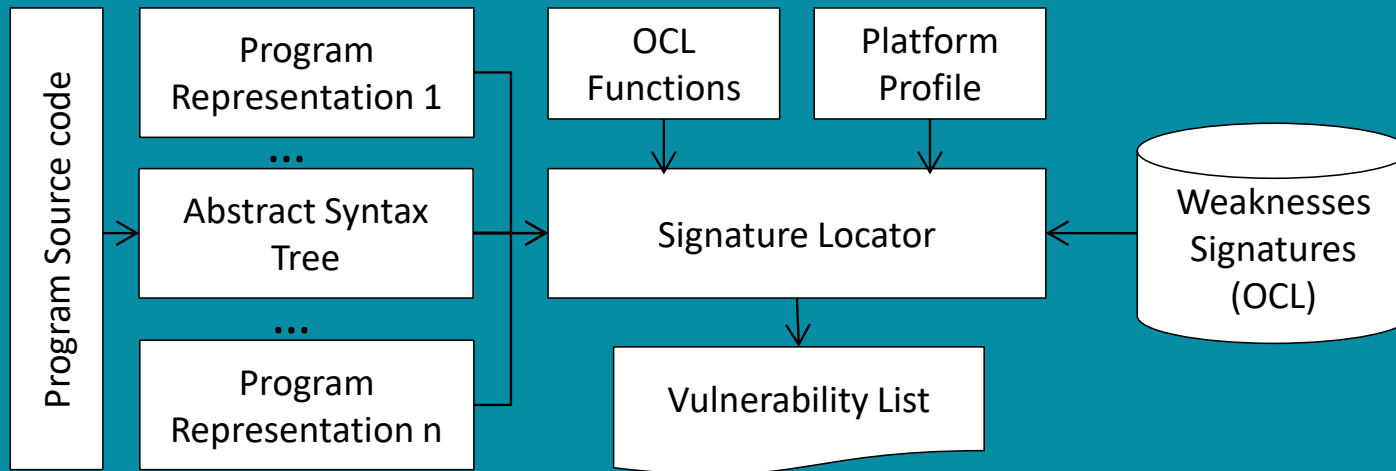 Program Source code
Program
Representation 1
...
Abstract Syntax
Tree
...
Program
Representation n
OCL
Functions
Platform
Profile
Signature Locator
Vulnerability List
Weaknesses
Signatures
(OCL)